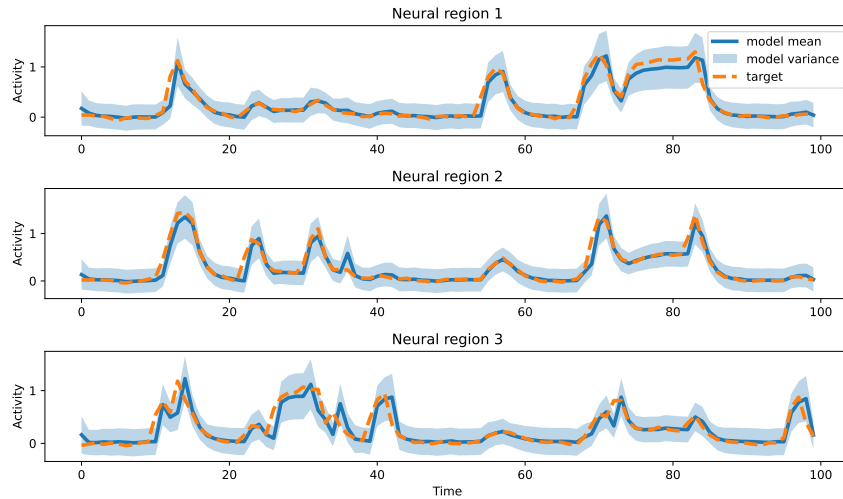 Neural region 1
Activity
1
0
model mean
model variance
target
0 20 40 60 80 100
Neural region 2
Activity
1
0
0 20 40 60 80 100
Neural region 3
Activity
1
0
0 20 40 60 80 100
Time